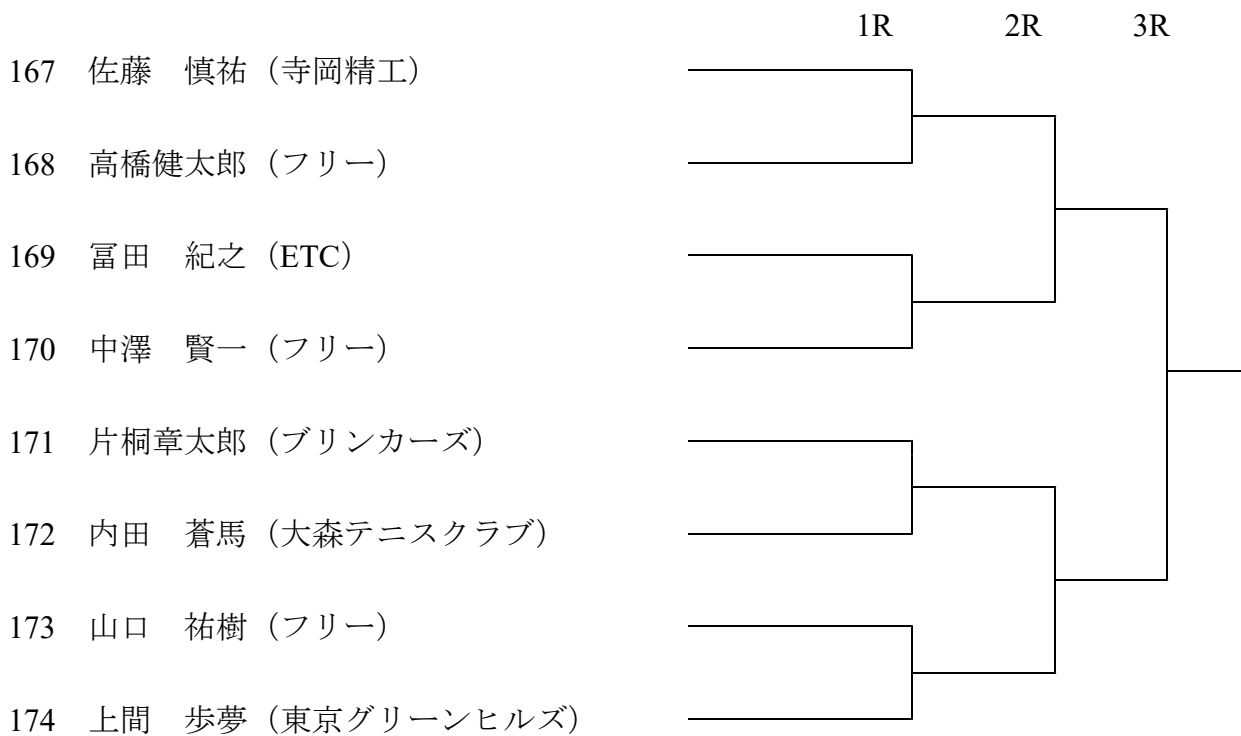 1R 2R 3R
167 佐藤 慎祐（寺岡精工）
168 高橋健太郎（フリー）
169 冨田 紀之（ETC）
170 中澤 賢一（フリー）
171 片桐章太郎（ブリンカーズ）
172 内田 蒼馬（大森テニスクラブ）
173 山口 祐樹（フリー）
174 上間 歩夢（東京グリーンヒルズ）